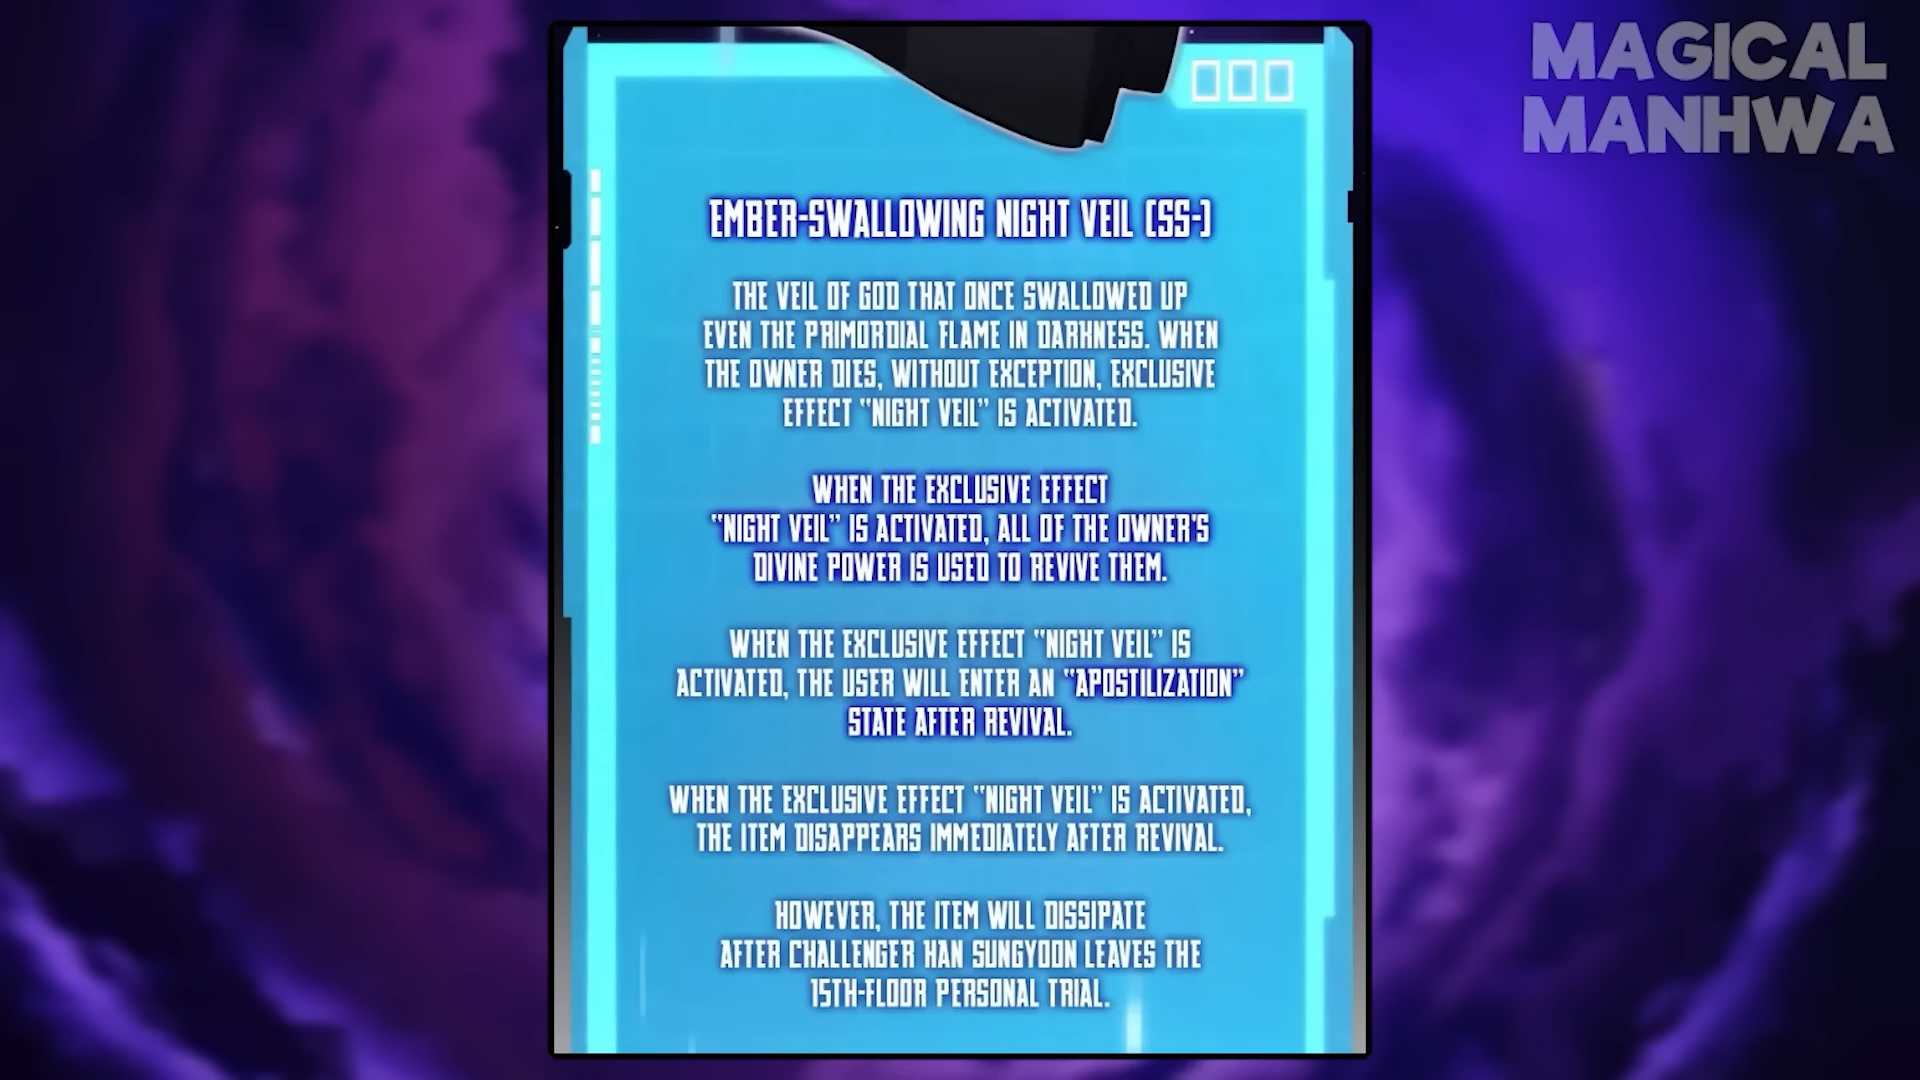 MAGICAL
MANHWA
EMBER-SWALLOWING NIGHT VEIL (SS-)
THE VEIL OF GOD THAT ONCE SWALLOWED UP
EVEN THE PRIMORDIAL FLAME IN DARKNESS. WHEN
THE OWNER DIES, WITHOUT EXCEPTION, EXCLUSIVE
EFFECT “NIGHT VEIL” IS ACTIVATED.
WHEN THE EXCLUSIVE EFFECT
“NIGHT VEIL” IS ACTIVATED, ALL OF THE OWNER'S
DIVINE POWER IS USED TO REVIVE THEM.
WHEN THE EXCLUSIVE EFFECT “NIGHT VEIL” IS
ACTIVATED, THE USER WILL ENTER AN “APOSTILIZATION”
STATE AFTER REVIVAL.
WHEN THE EXCLUSIVE EFFECT “NIGHT VEIL” IS ACTIVATED,
THE ITEM DISAPPEARS IMMEDIATELY AFTER REVIVAL.
HOWEVER, THE ITEM WILL DISSIPATE
AFTER CHALLENGER HAN SUNGYOON LEAVES THE
15TH-FLOOR PERSONAL TRIAL.